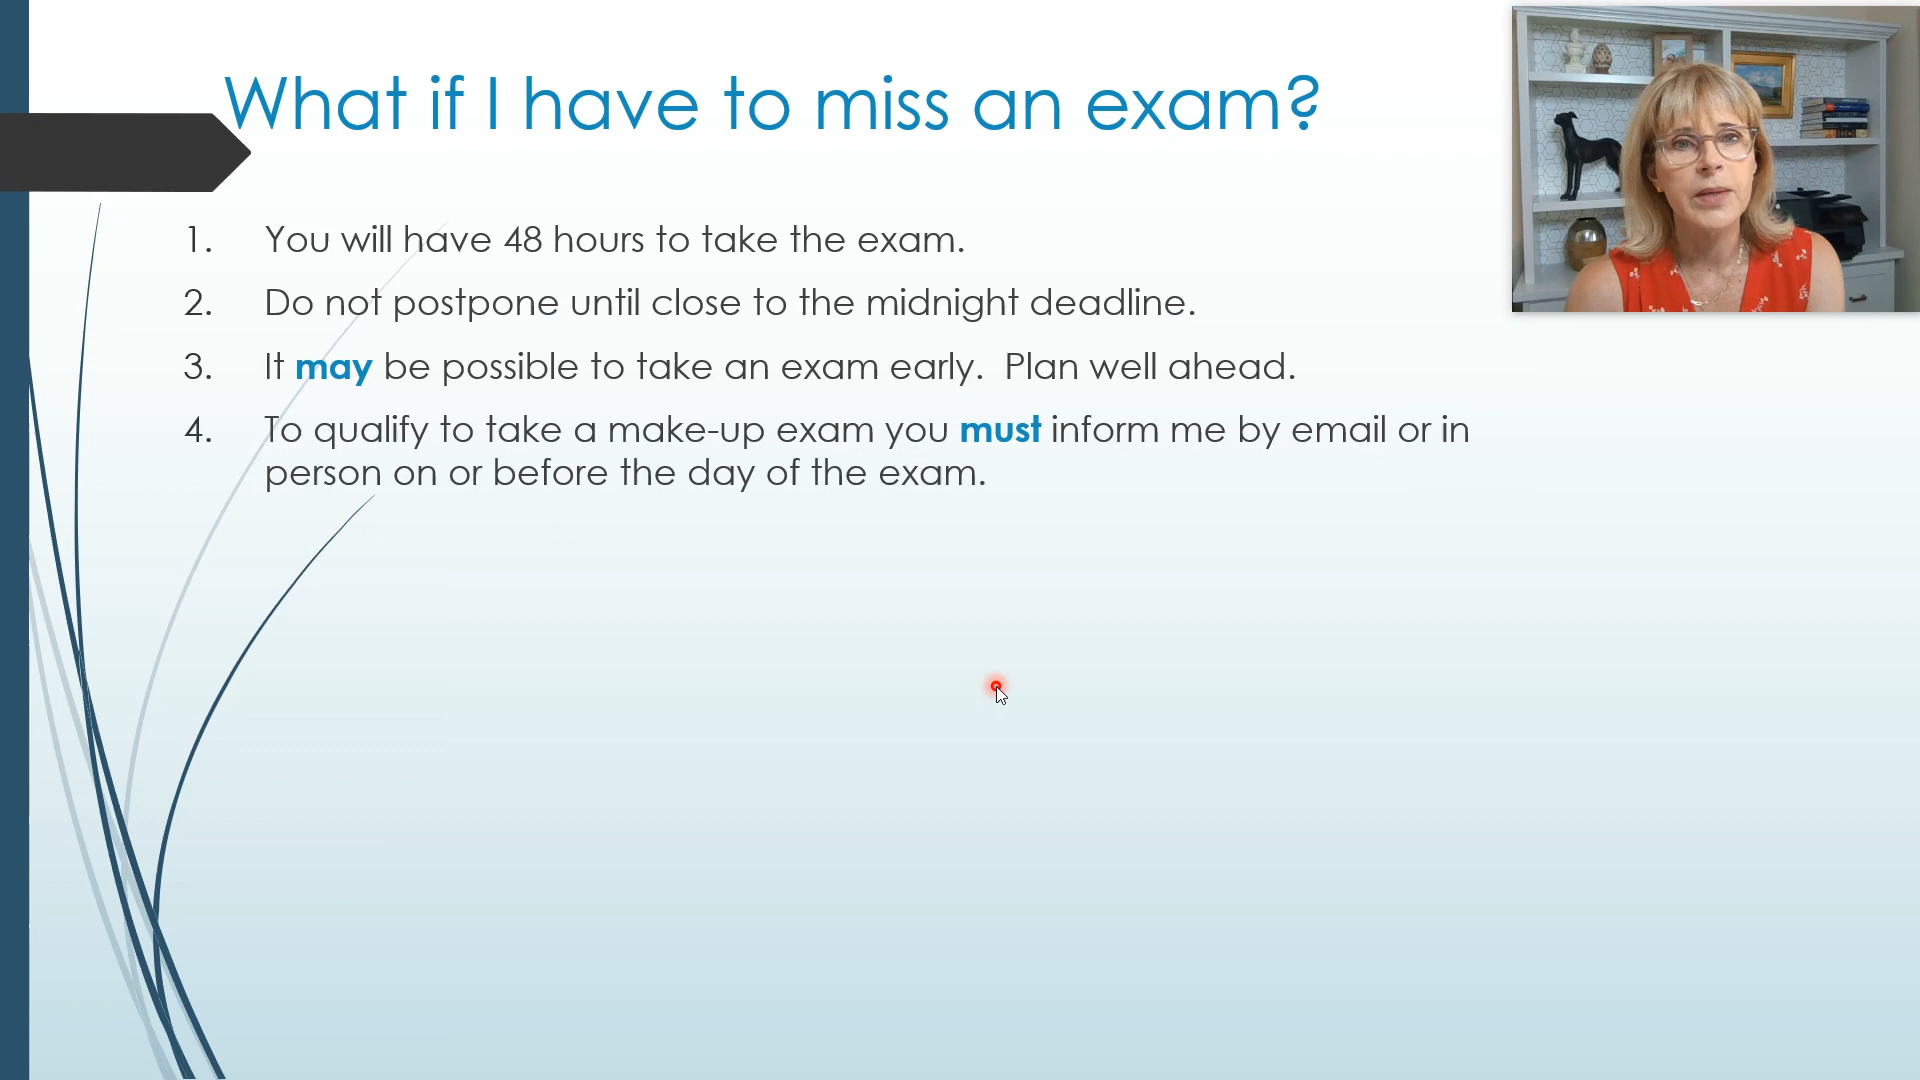 What if I have to miss an exam?
1. You will have 48 hours to take the exam.
2. Do not postpone until close to the midnight deadline.
3. It may be possible to take an exam early.  Plan well ahead.
4. To qualify to take a make-up exam you must inform me by email or in
person on or before the day of the exam.